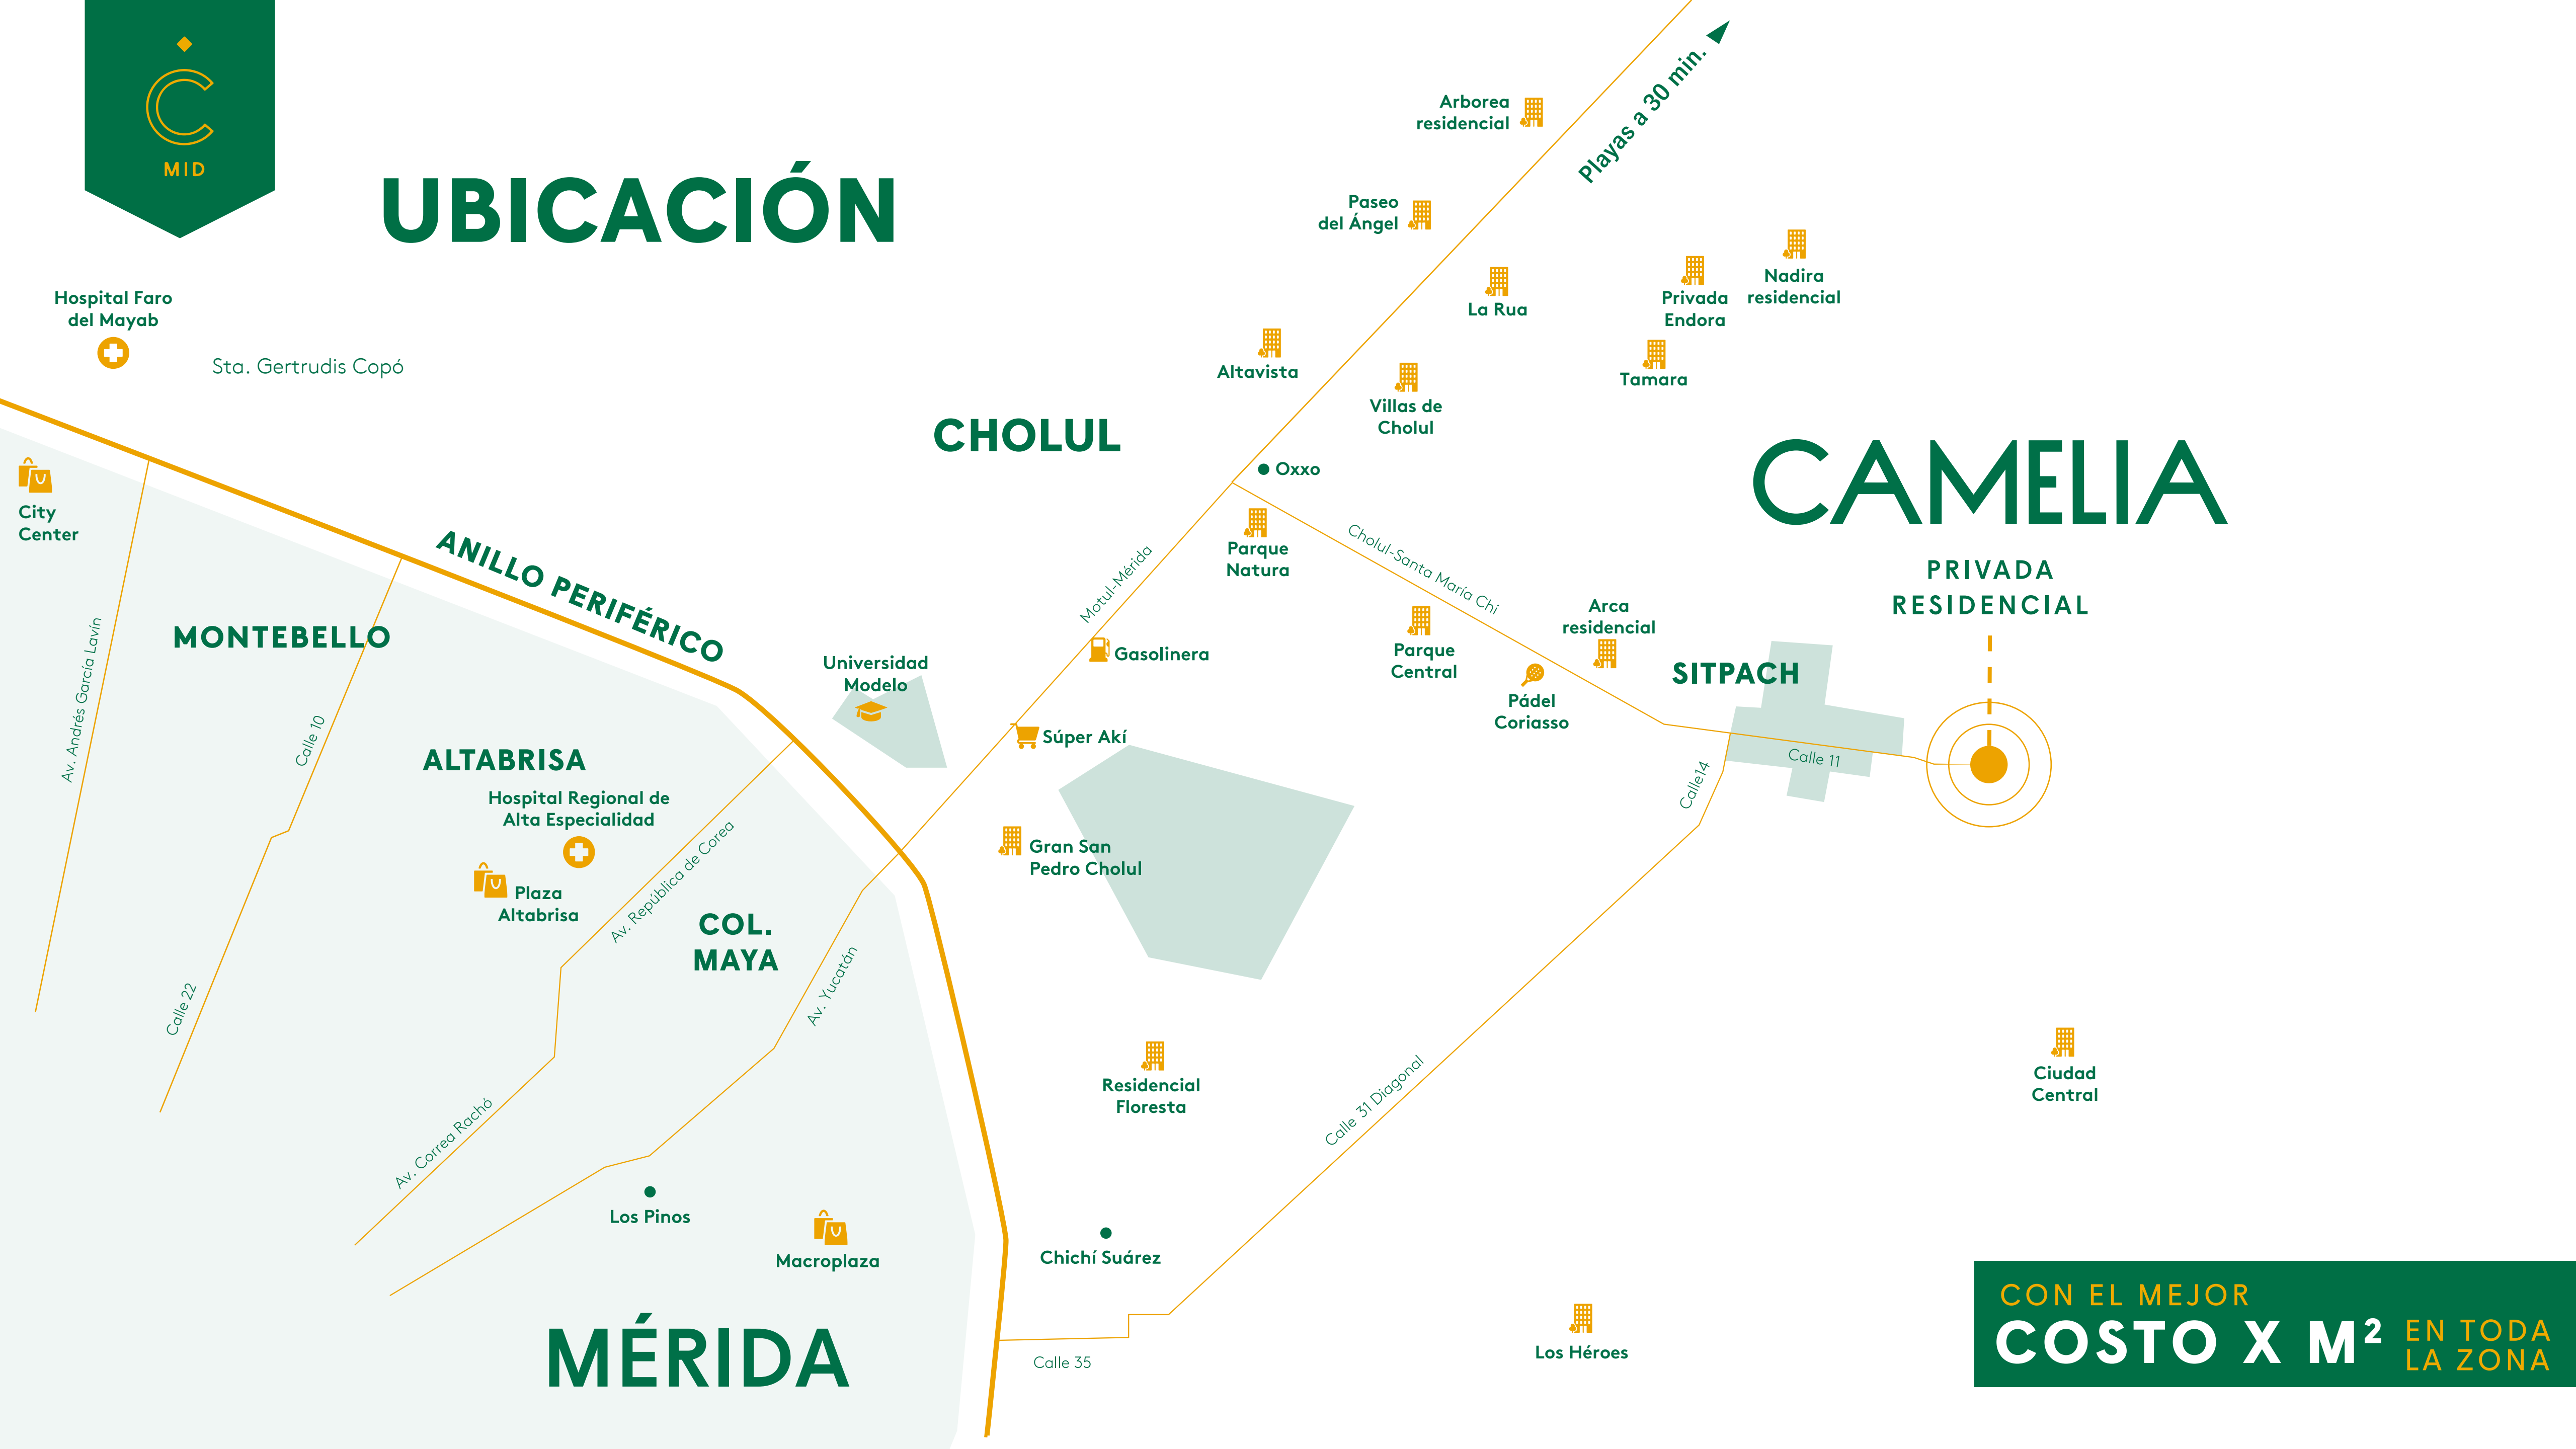 C
MID
UBICACIÓN
Playas a 30 min.
Arborea
residencial
Paseo
del Ángel
La Rua
Privada
Endora
Nadira
residencial
Tamara
Altavista
Villas de
Cholul
Hospital Faro
del Mayab
Sta. Gertrudis Copó
CHOLUL
Oxxo
CAMELIA
PRIVADA
RESIDENCIAL
City
Center
ANILLO PERIFÉRICO
Motul-Mérida
Parque
Natura
Cholul-Santa María Chi
MONTEBELLO
Av. Andrés García Lavín
Calle 10
Universidad
Modelo
Gasolinera
Parque
Central
Arca
residencial
Pádel
Coriasso
SITPACH
Calle 11
Calle14
Súper Akí
ALTABRISA
Hospital Regional de
Alta Especialidad
Plaza
Altabrisa
Av. República de Corea
Gran San
Pedro Cholul
COL.
MAYA
Av. Yucatán
Calle 22
Av. Correa Rachó
Residencial
Floresta
Calle 31 Diagonal
Ciudad
Central
Los Pinos
Macroplaza
Chichí Suárez
MÉRIDA
Calle 35
Los Héroes
CON EL MEJOR
COSTO X M² EN TODA
LA ZONA